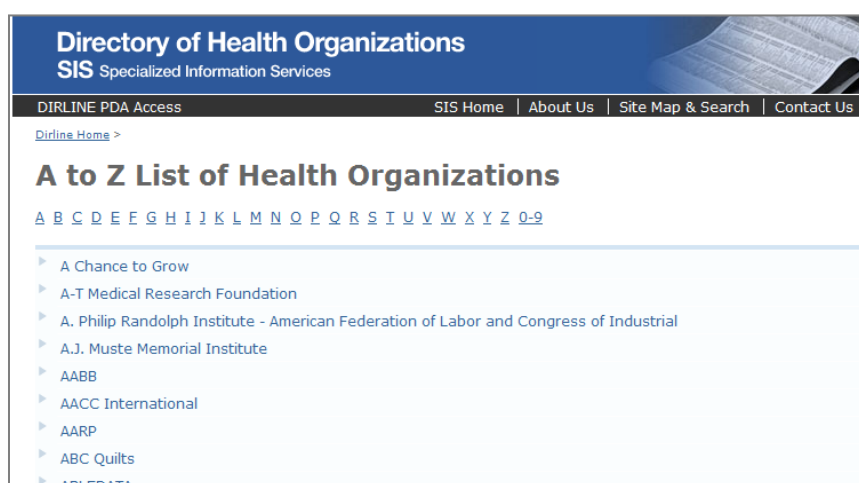 Directory of Health Organizations
SIS Specialized Information Services
DIRLINE PDA Access SIS Home | About Us | Site Map & Search | Contact Us
Dirline Home >
A to Z List of Health Organizations
A B C D E F G H I J K L M N O P Q R S T U V W X Y Z 0-9
A Chance to Grow
A-T Medical Research Foundation
A. Philip Randolph Institute - American Federation of Labor and Congress of Industrial
A.J. Muste Memorial Institute
AABB
AACC International
AARP
ABC Quilts